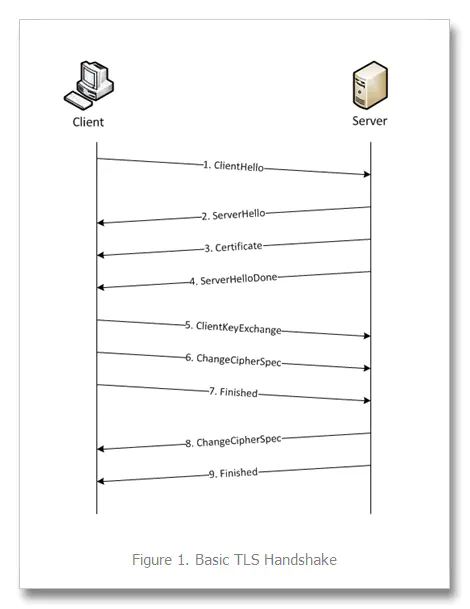 Client
Server
1. ClientHello
2. ServerHello
3. Certificate
4. ServerHelloDone
5. ClientKeyExchange
6. ChangeCipherSpec
7. Finished
8. ChangeCipherSpec
9. Finished
Figure 1. Basic TLS Handshake